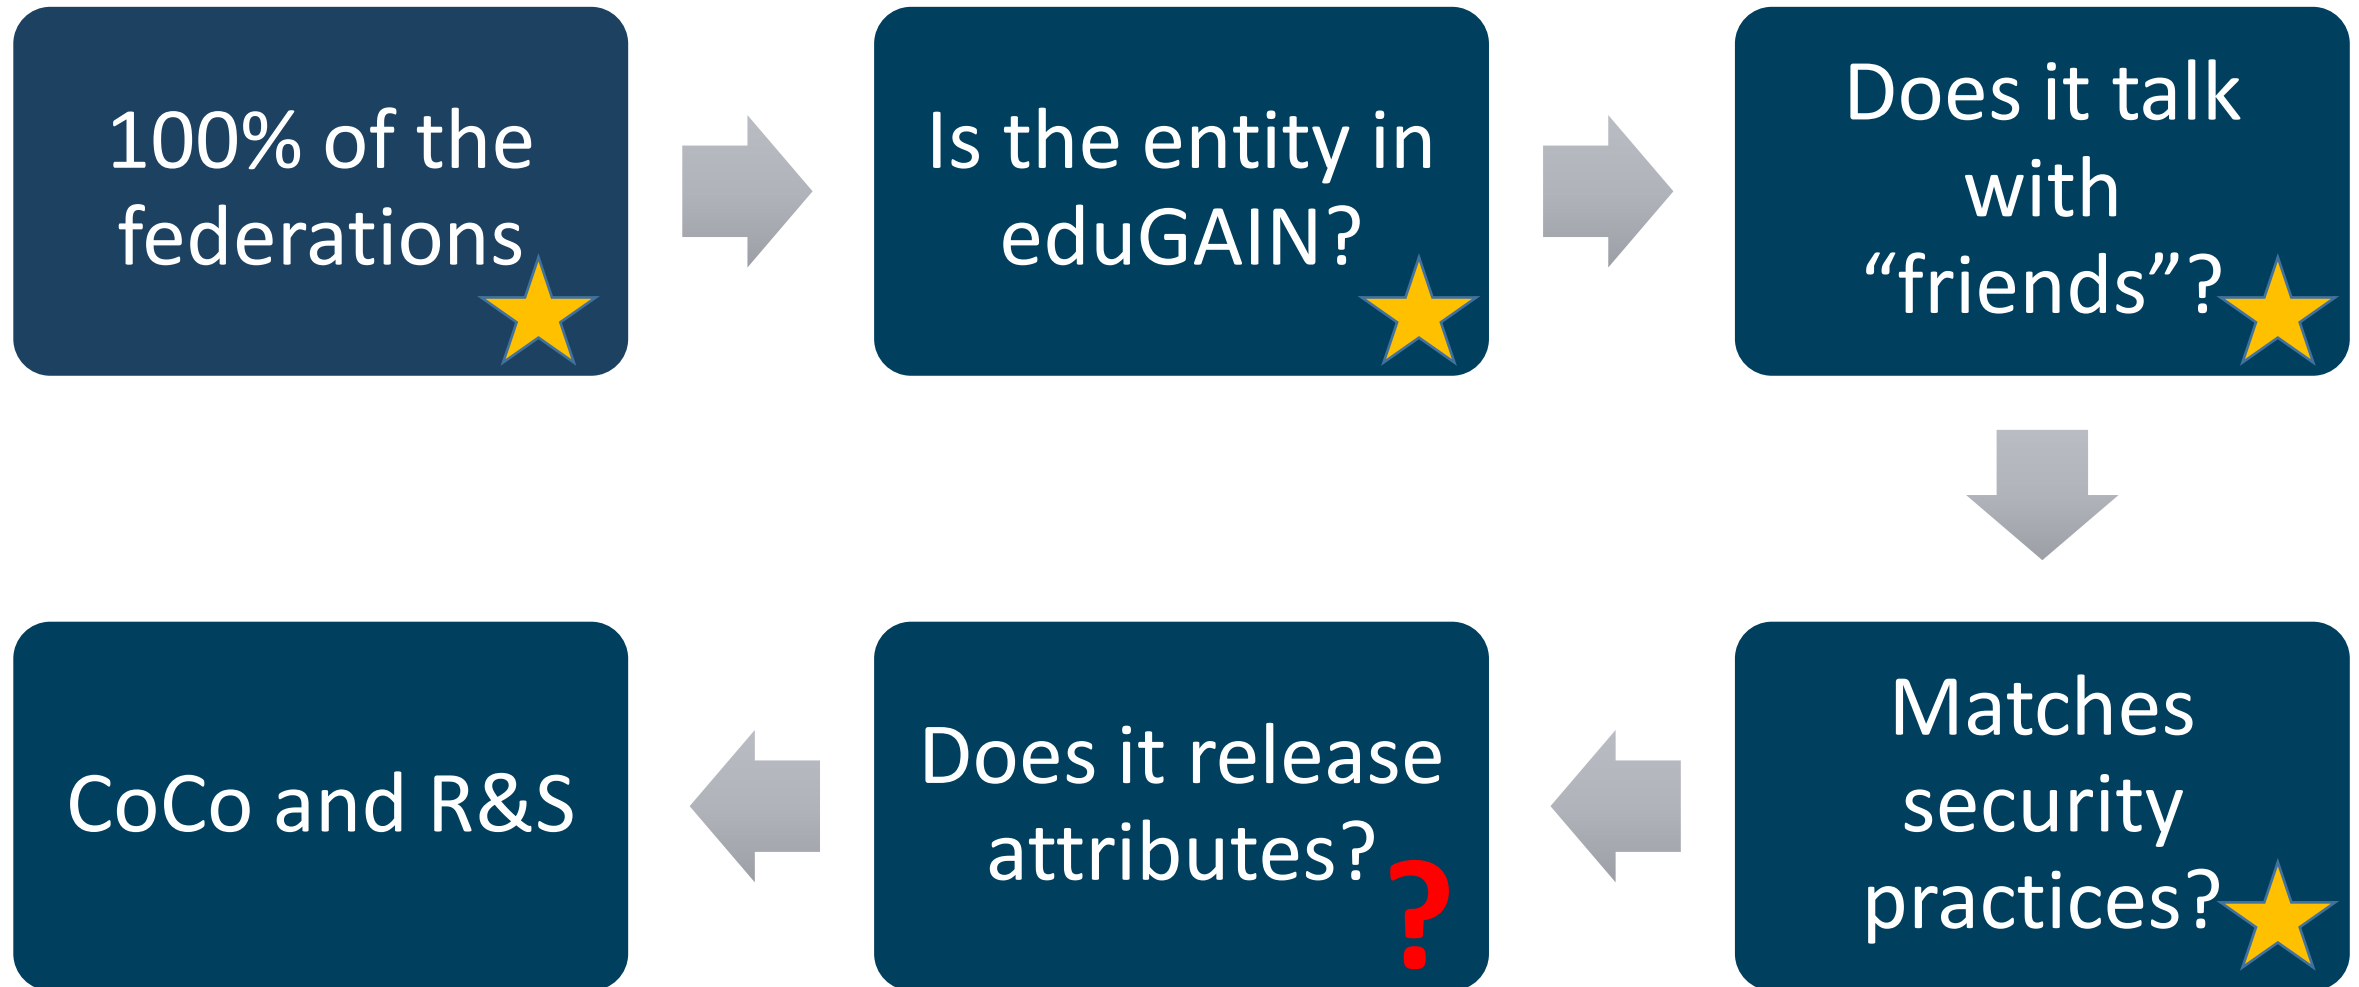 100% of the
federations
Is the entity in
eduGAIN?
Does it talk
with
“friends”?
Matches
security
practices?
Does it release
attributes?
?
CoCo and R&S